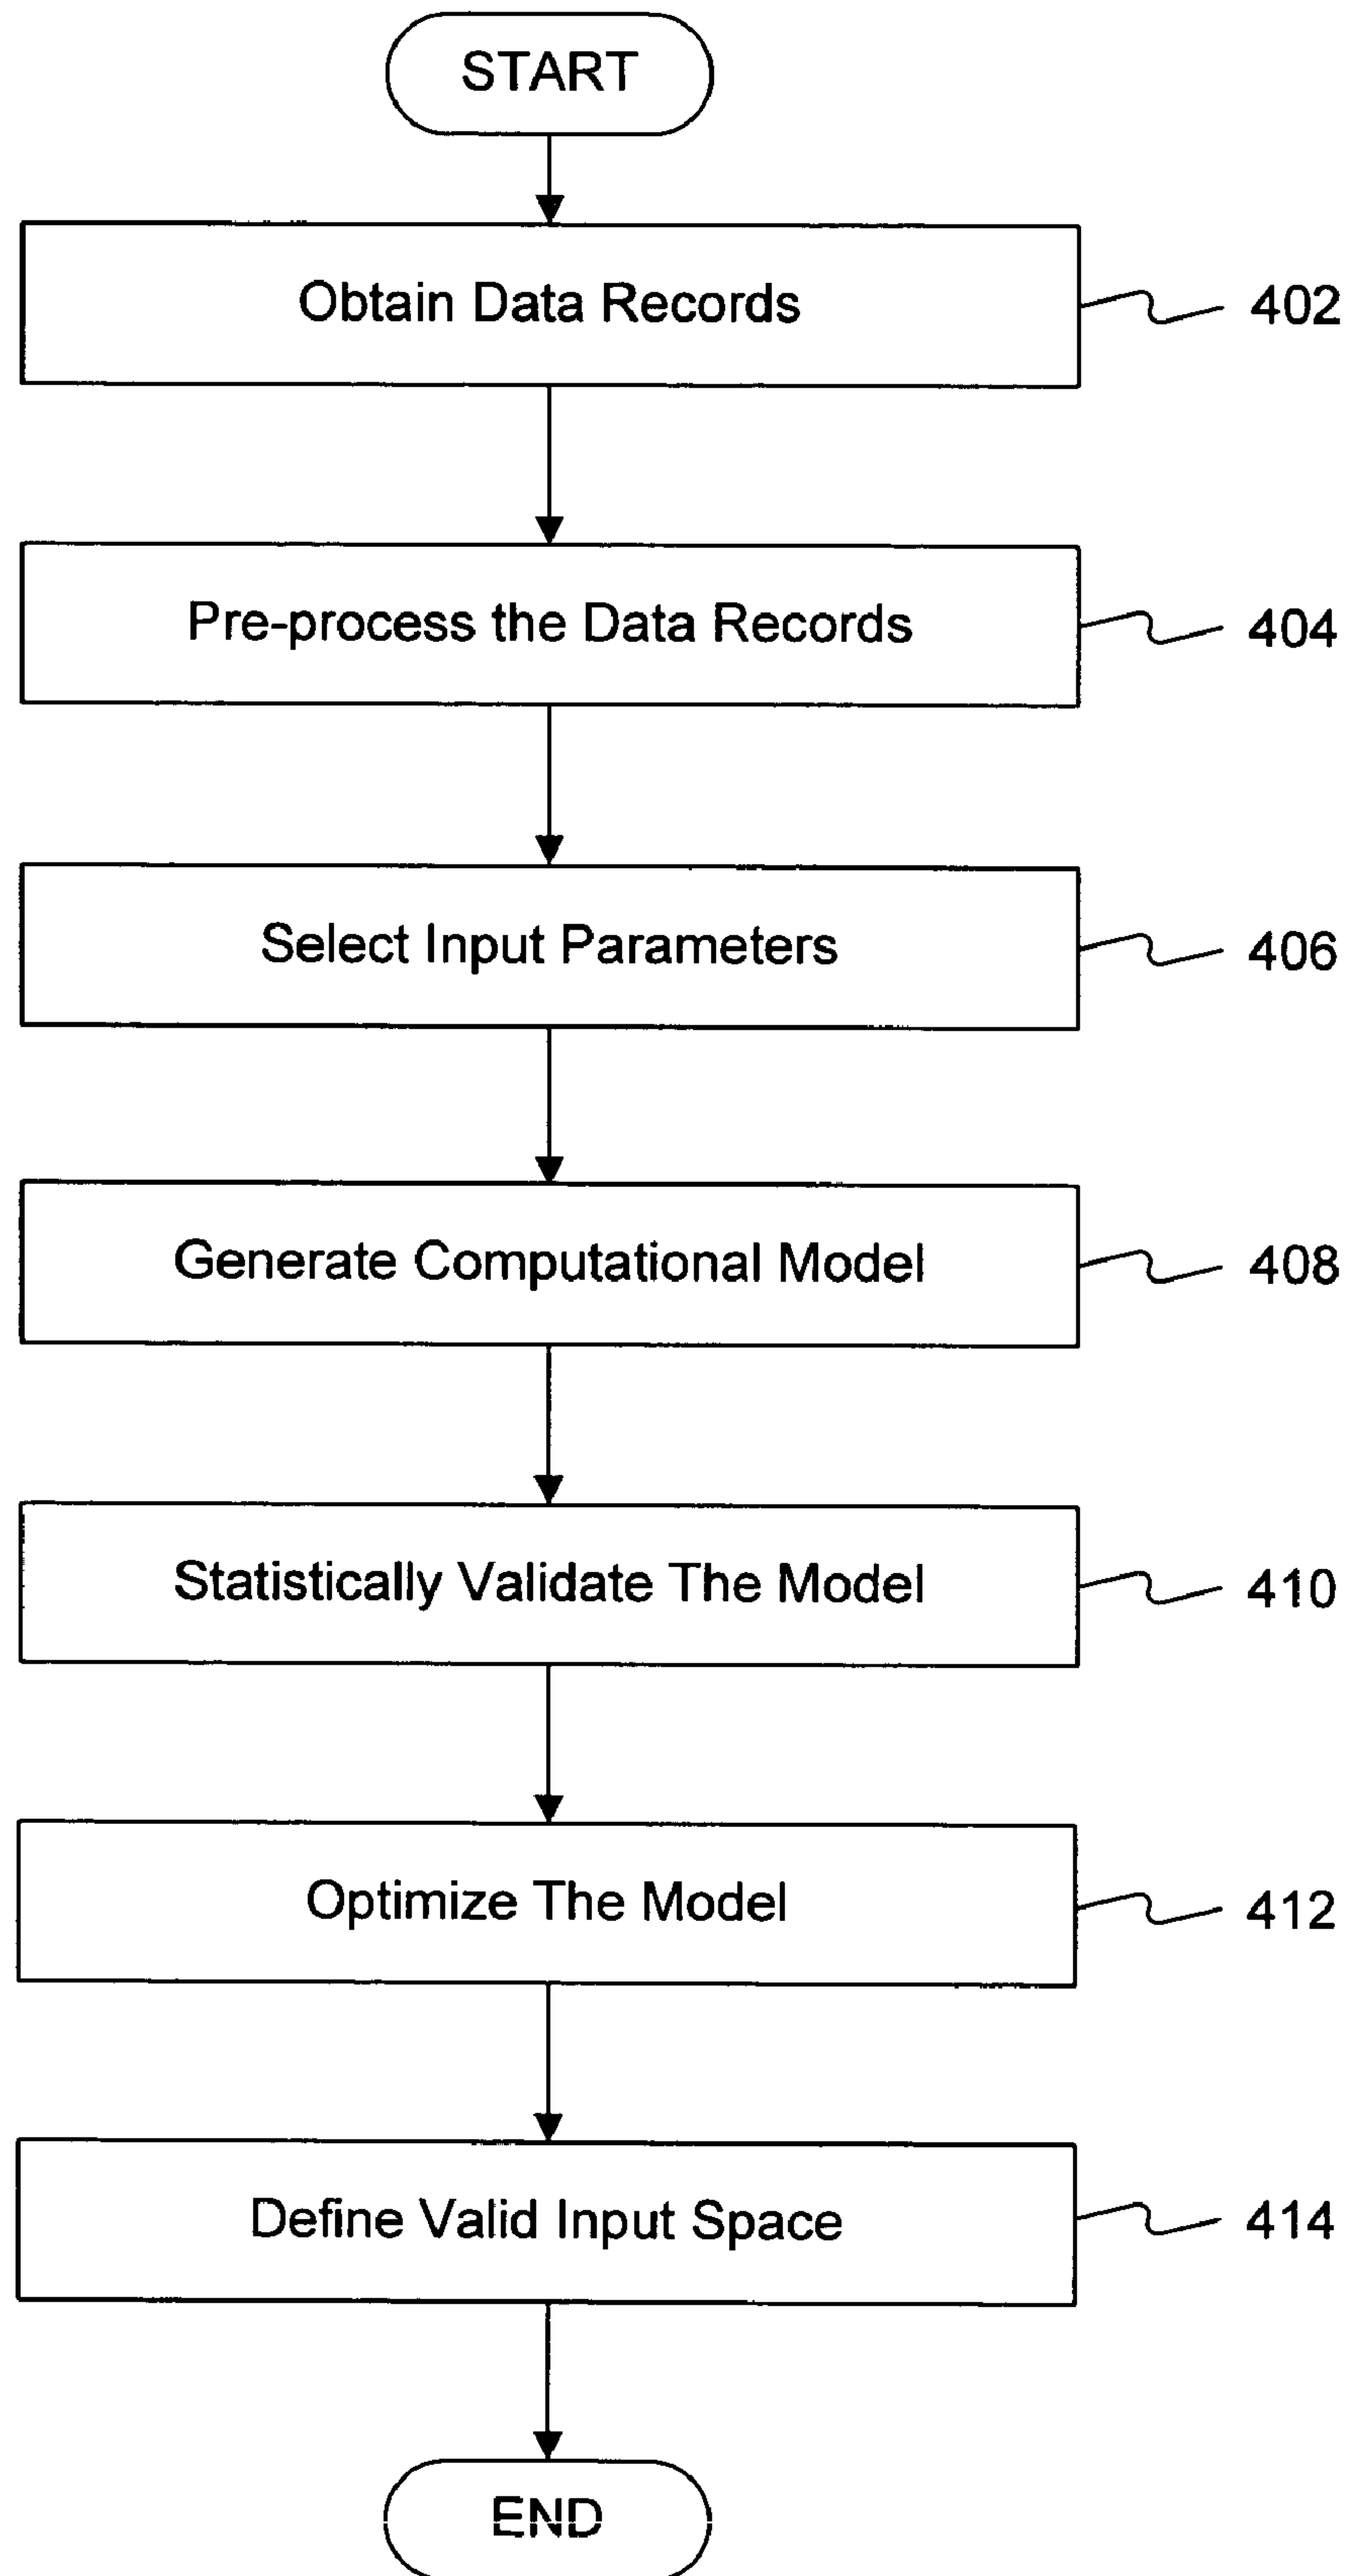 START
Obtain Data Records
402
Pre-process the Data Records
404
Select Input Parameters
406
Generate Computational Model
408
Statistically Validate The Model
410
Optimize The Model
412
Define Valid Input Space
414
END